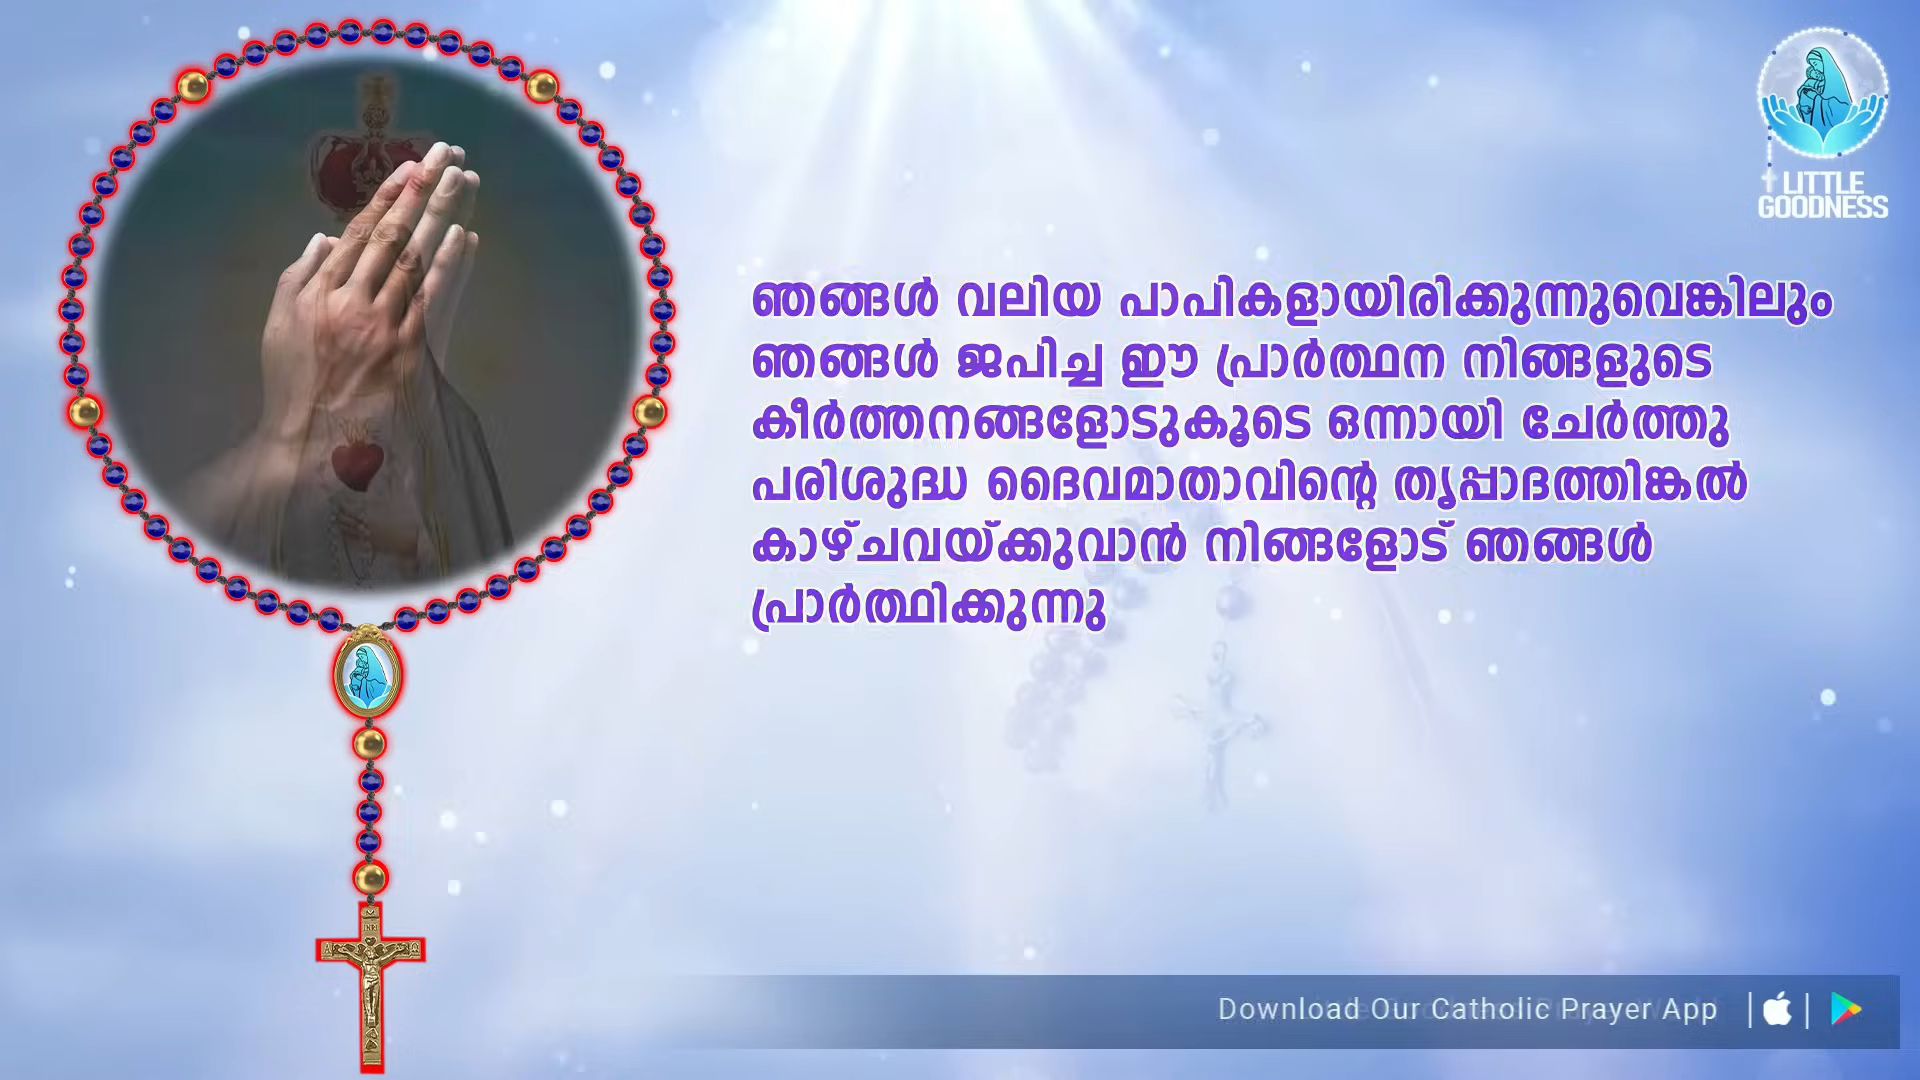 LITTLE
GOODNESS
ഞങ്ങൾ വലിയ പാപികളായിരിക്കുന്നുവെങ്കിലും
ഞങ്ങൾ ജപിച്ച ഈ പ്രാർത്ഥന നിങ്ങളുടെ
കീർത്തനങ്ങളോടുകൂടെ ഒന്നായി ചേർത്തു
പരിശുദ്ധ ദൈവമാതാവിന്റെ തൃപ്പാദത്തിങ്കൽ
കാഴ്ചവയ്ക്കുവാൻ നിങ്ങളോട് ഞങ്ങൾ
പ്രാർത്ഥിക്കുന്നു
INRI
Download Our Catholic Prayer App